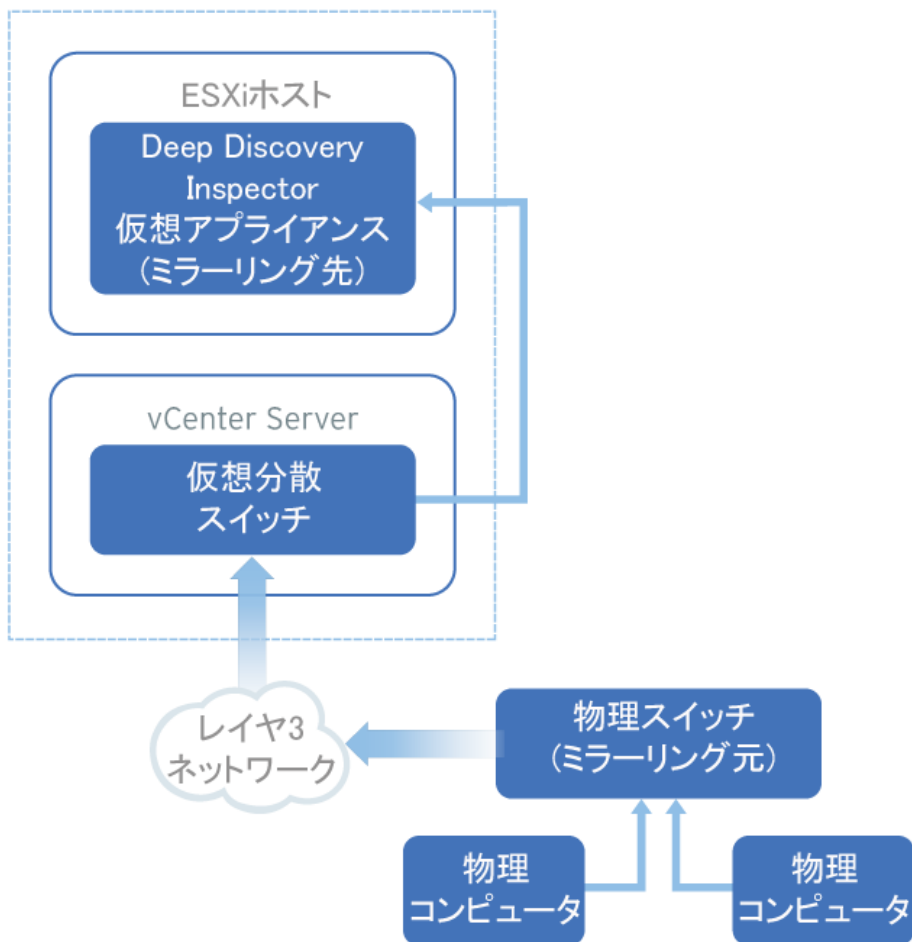 ESXiホスト
Deep Discovery
Inspector
仮想アプライアンス
(ミラーリング先)
vCenter Server
仮想分散
スイッチ
レイヤ3
ネットワーク
物理スイッチ
(ミラーリング元)
物理
コンピュータ
物理
コンピュータ